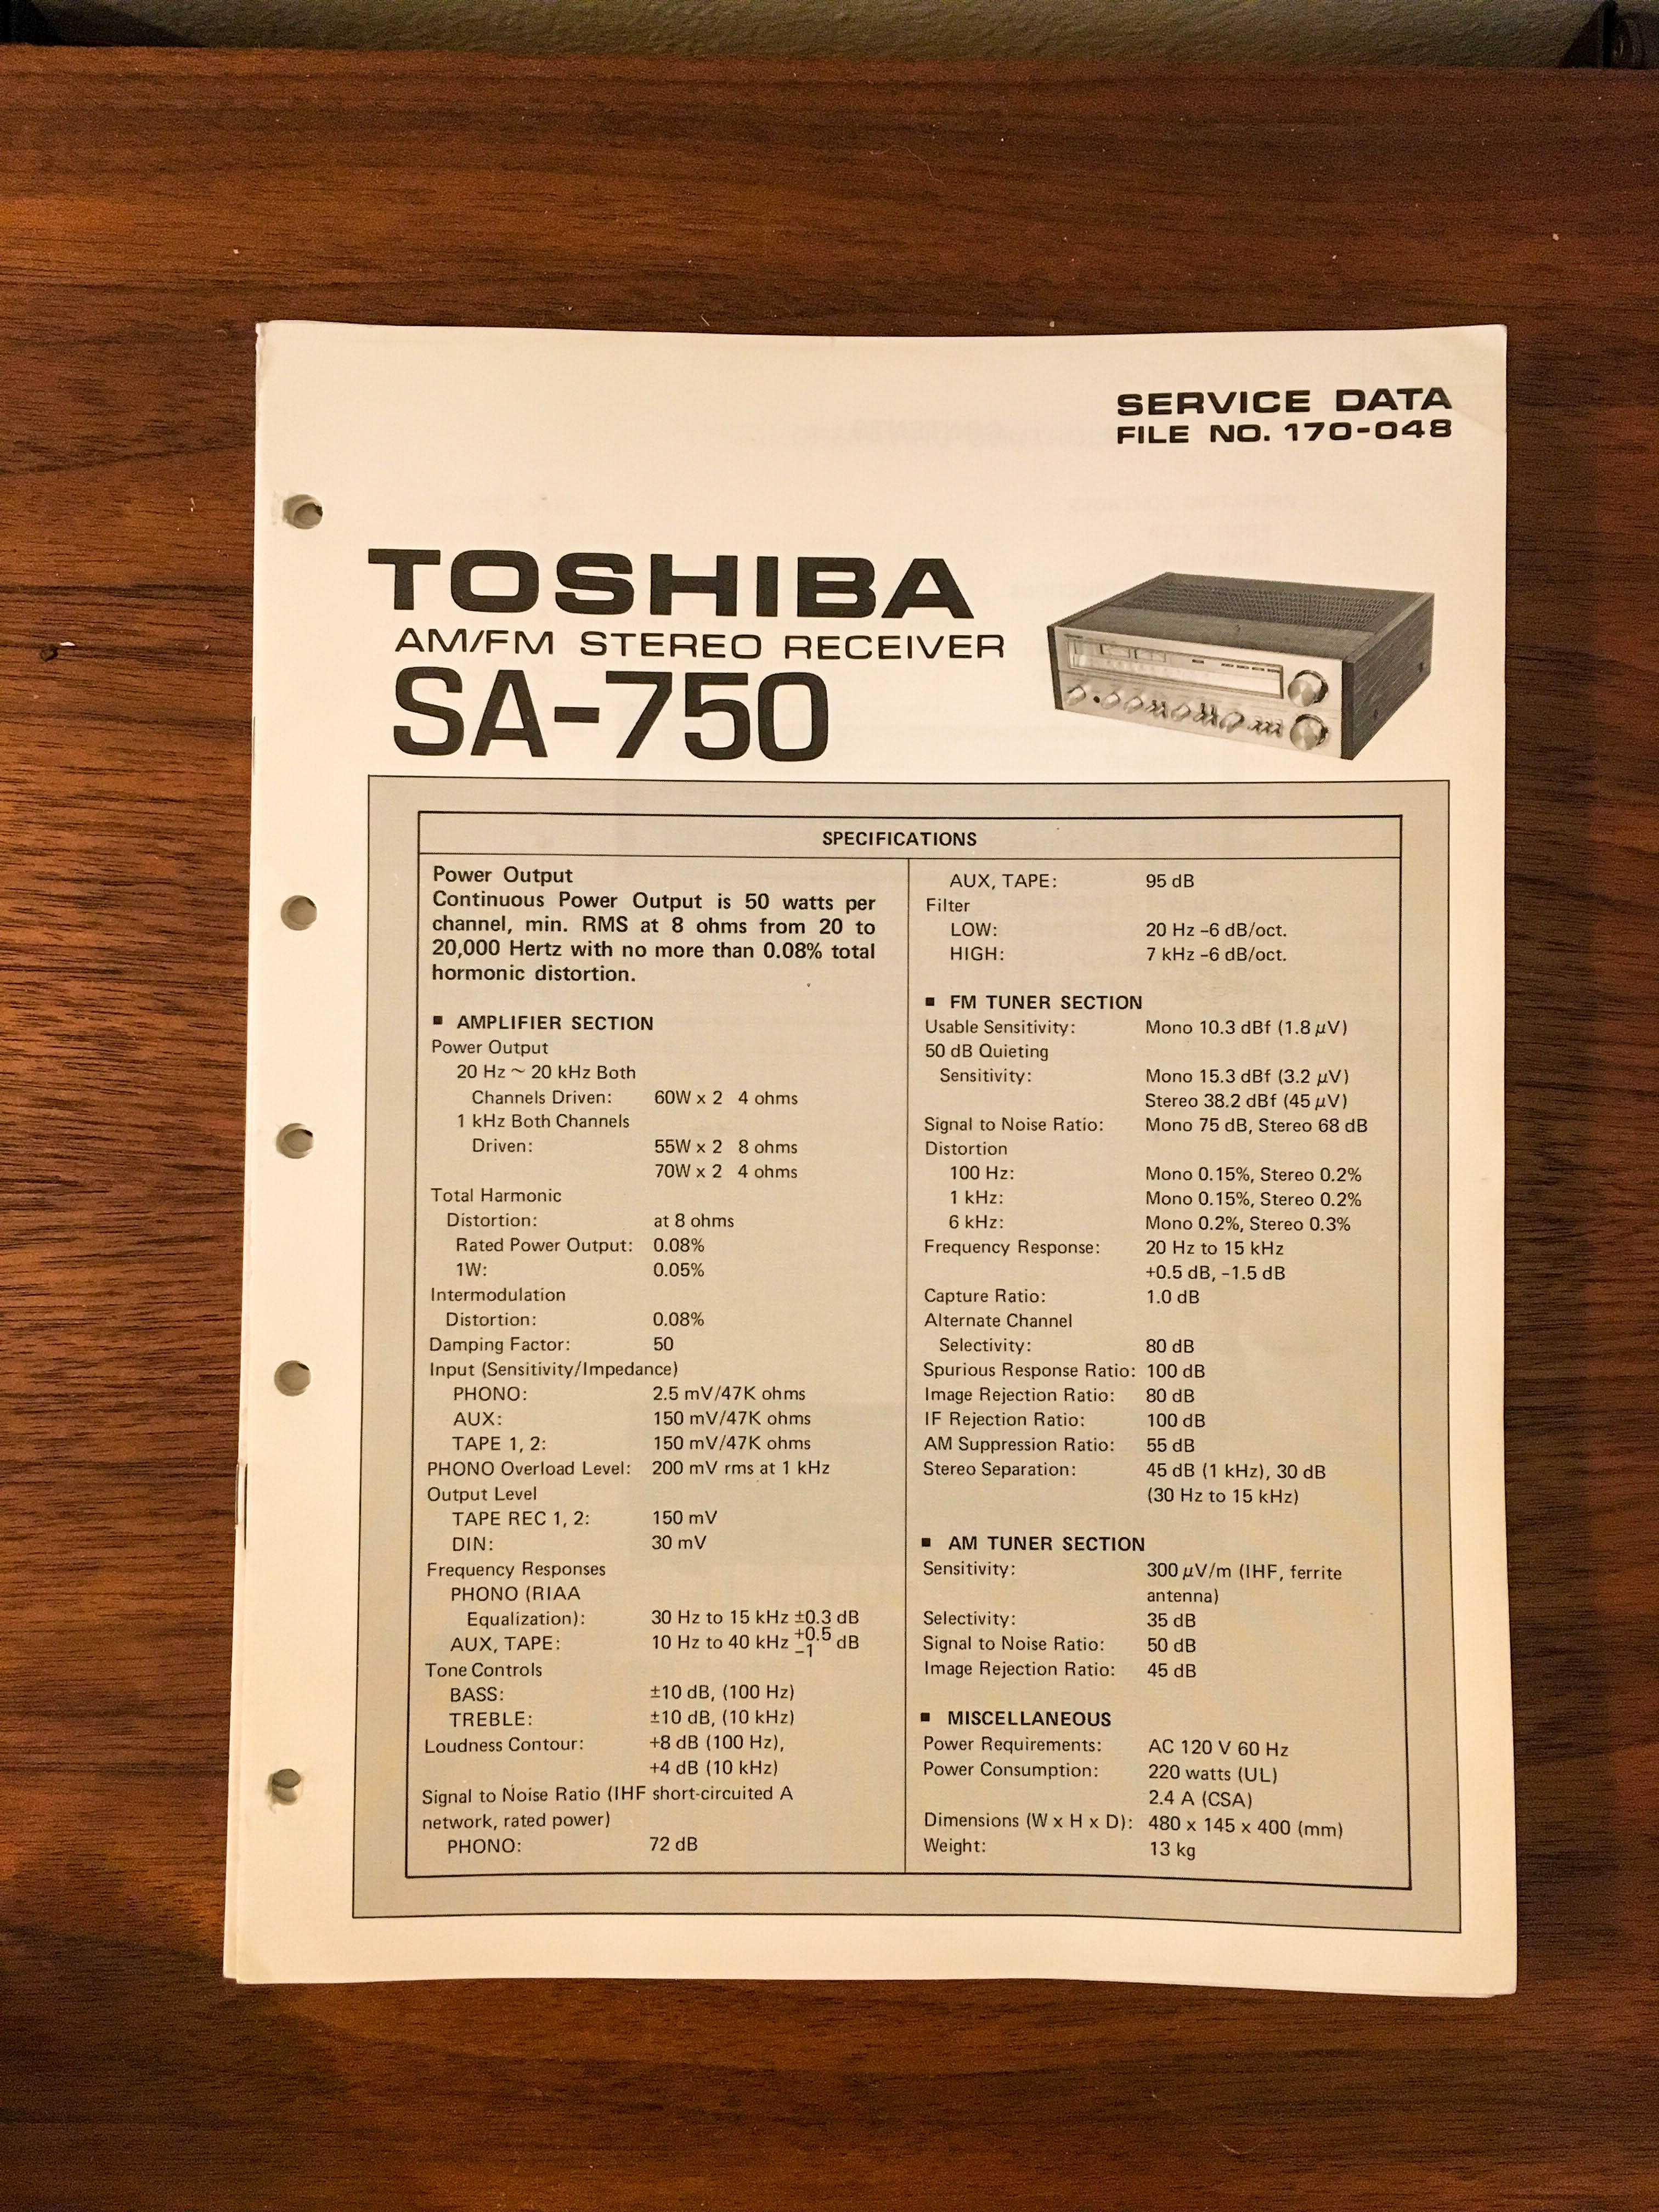 SERVICE DATA
FILE NO. 170-048
TOSHIBA
AM/FM STEREO RECEIVER
SA-750
SPECIFICATIONS
Power Output
Continuous Power Output is 50 watts per
channel, min. RMS at 8 ohms from 20 to
20,000 Hertz with no more than 0.08% total
hormonic distortion.
■ AMPLIFIER SECTION
Power Output
20 Hz ~ 20 kHz Both
Channels Driven: 60W x 2 4 ohms
1 kHz Both Channels
Driven: 55W x 2 8 ohms
70W x 2 4 ohms
Total Harmonic
Distortion: at 8 ohms
Rated Power Output: 0.08%
1W: 0.05%
Intermodulation
Distortion: 0.08%
Damping Factor: 50
Input (Sensitivity/Impedance)
PHONO: 2.5 mV/47K ohms
AUX: 150 mV/47K ohms
TAPE 1, 2: 150 mV/47K ohms
PHONO Overload Level: 200 mV rms at 1 kHz
Output Level
TAPE REC 1, 2: 150 mV
DIN: 30 mV
Frequency Responses
PHONO (RIAA
Equalization): 30 Hz to 15 kHz ±0.3 dB
AUX, TAPE: 10 Hz to 40 kHz +0.5 -1 dB
Tone Controls
BASS: ±10 dB, (100 Hz)
TREBLE: ±10 dB, (10 kHz)
Loudness Contour: +8 dB (100 Hz),
+4 dB (10 kHz)
Signal to Noise Ratio (IHF short-circuited A
network, rated power)
PHONO: 72 dB
AUX, TAPE: 95 dB
Filter
LOW: 20 Hz -6 dB/oct.
HIGH: 7 kHz -6 dB/oct.
■ FM TUNER SECTION
Usable Sensitivity: Mono 10.3 dBf (1.8 μV)
50 dB Quieting
Sensitivity: Mono 15.3 dBf (3.2 μV)
Stereo 38.2 dBf (45 μV)
Signal to Noise Ratio: Mono 75 dB, Stereo 68 dB
Distortion
100 Hz: Mono 0.15%, Stereo 0.2%
1 kHz: Mono 0.15%, Stereo 0.2%
6 kHz: Mono 0.2%, Stereo 0.3%
Frequency Response: 20 Hz to 15 kHz
+0.5 dB, -1.5 dB
Capture Ratio: 1.0 dB
Alternate Channel
Selectivity: 80 dB
Spurious Response Ratio: 100 dB
Image Rejection Ratio: 80 dB
IF Rejection Ratio: 100 dB
AM Suppression Ratio: 55 dB
Stereo Separation: 45 dB (1 kHz), 30 dB
(30 Hz to 15 kHz)
■ AM TUNER SECTION
Sensitivity: 300 μV/m (IHF, ferrite
antenna)
Selectivity: 35 dB
Signal to Noise Ratio: 50 dB
Image Rejection Ratio: 45 dB
■ MISCELLANEOUS
Power Requirements: AC 120 V 60 Hz
Power Consumption: 220 watts (UL)
2.4 A (CSA)
Dimensions (W x H x D): 480 x 145 x 400 (mm)
Weight: 13 kg